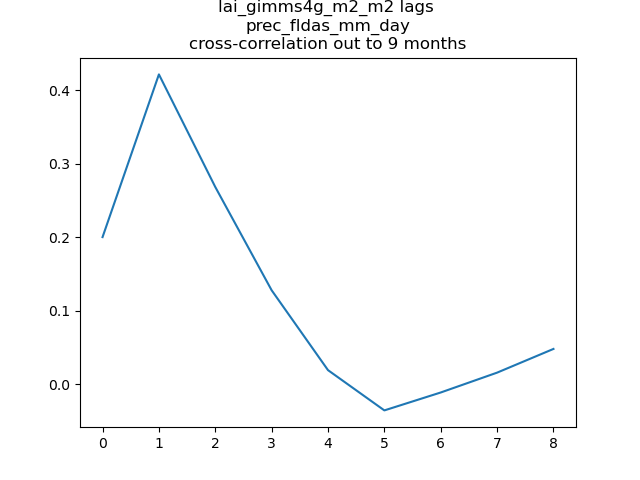 lai_gimms4g_m2_m2 lags
prec_fldas_mm_day
cross-correlation out to 9 months
0.4
0.3
0.2
0.1
0.0
0 1 2 3 4 5 6 7 8